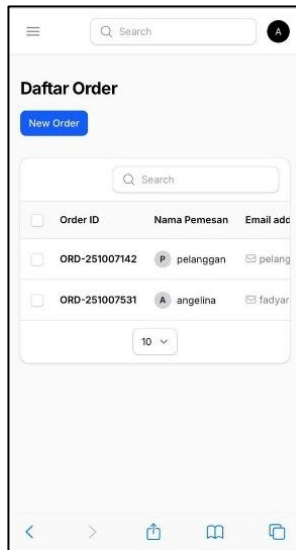 Search
A
Daftar Order
New Order
Search
Order ID Nama Pemesan Email add
ORD-251007142 P pelanggan pelang
ORD-251007531 A angelina fadyar
10